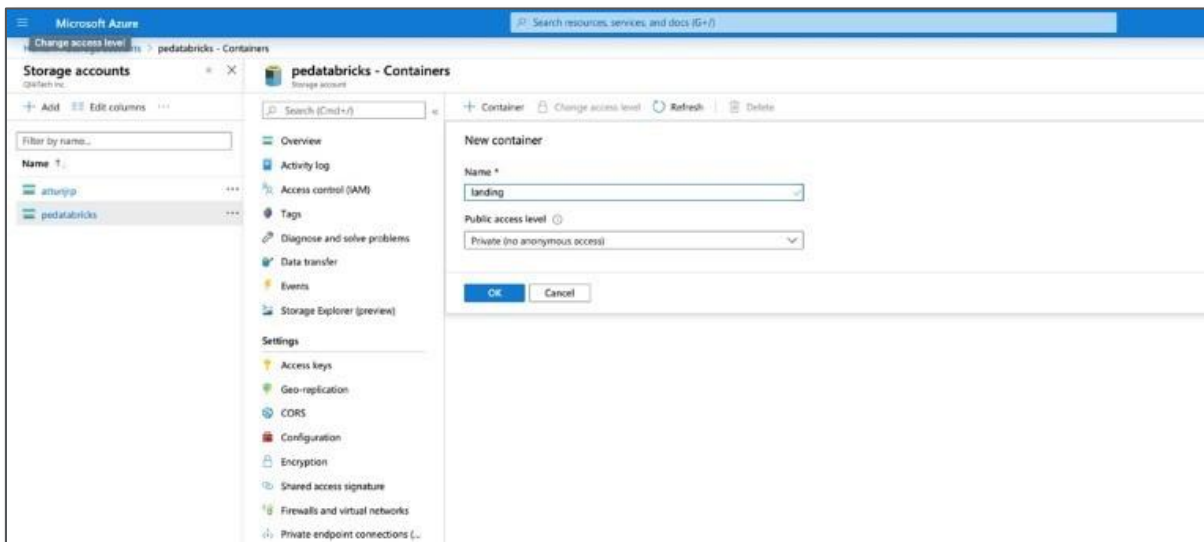 Microsoft Azure
Search resources, services, and docs (G+/)
Change access level
pedatabricks - Containers
Storage accounts
QlikTech Inc.
Add
Edit columns
Filter by name...
Name
pedatabricks
pedatabricks - Containers
Storage account
Search (Cmd+/)
Overview
Activity log
Access control (IAM)
Tags
Diagnose and solve problems
Data transfer
Events
Storage Explorer (preview)
Settings
Access keys
Geo-replication
CORS
Configuration
Encryption
Shared access signature
Firewalls and virtual networks
Private endpoint connections (...
+ Container
Change access level
Refresh
Delete
New container
Name *
landing
Public access level
Private (no anonymous access)
OK
Cancel